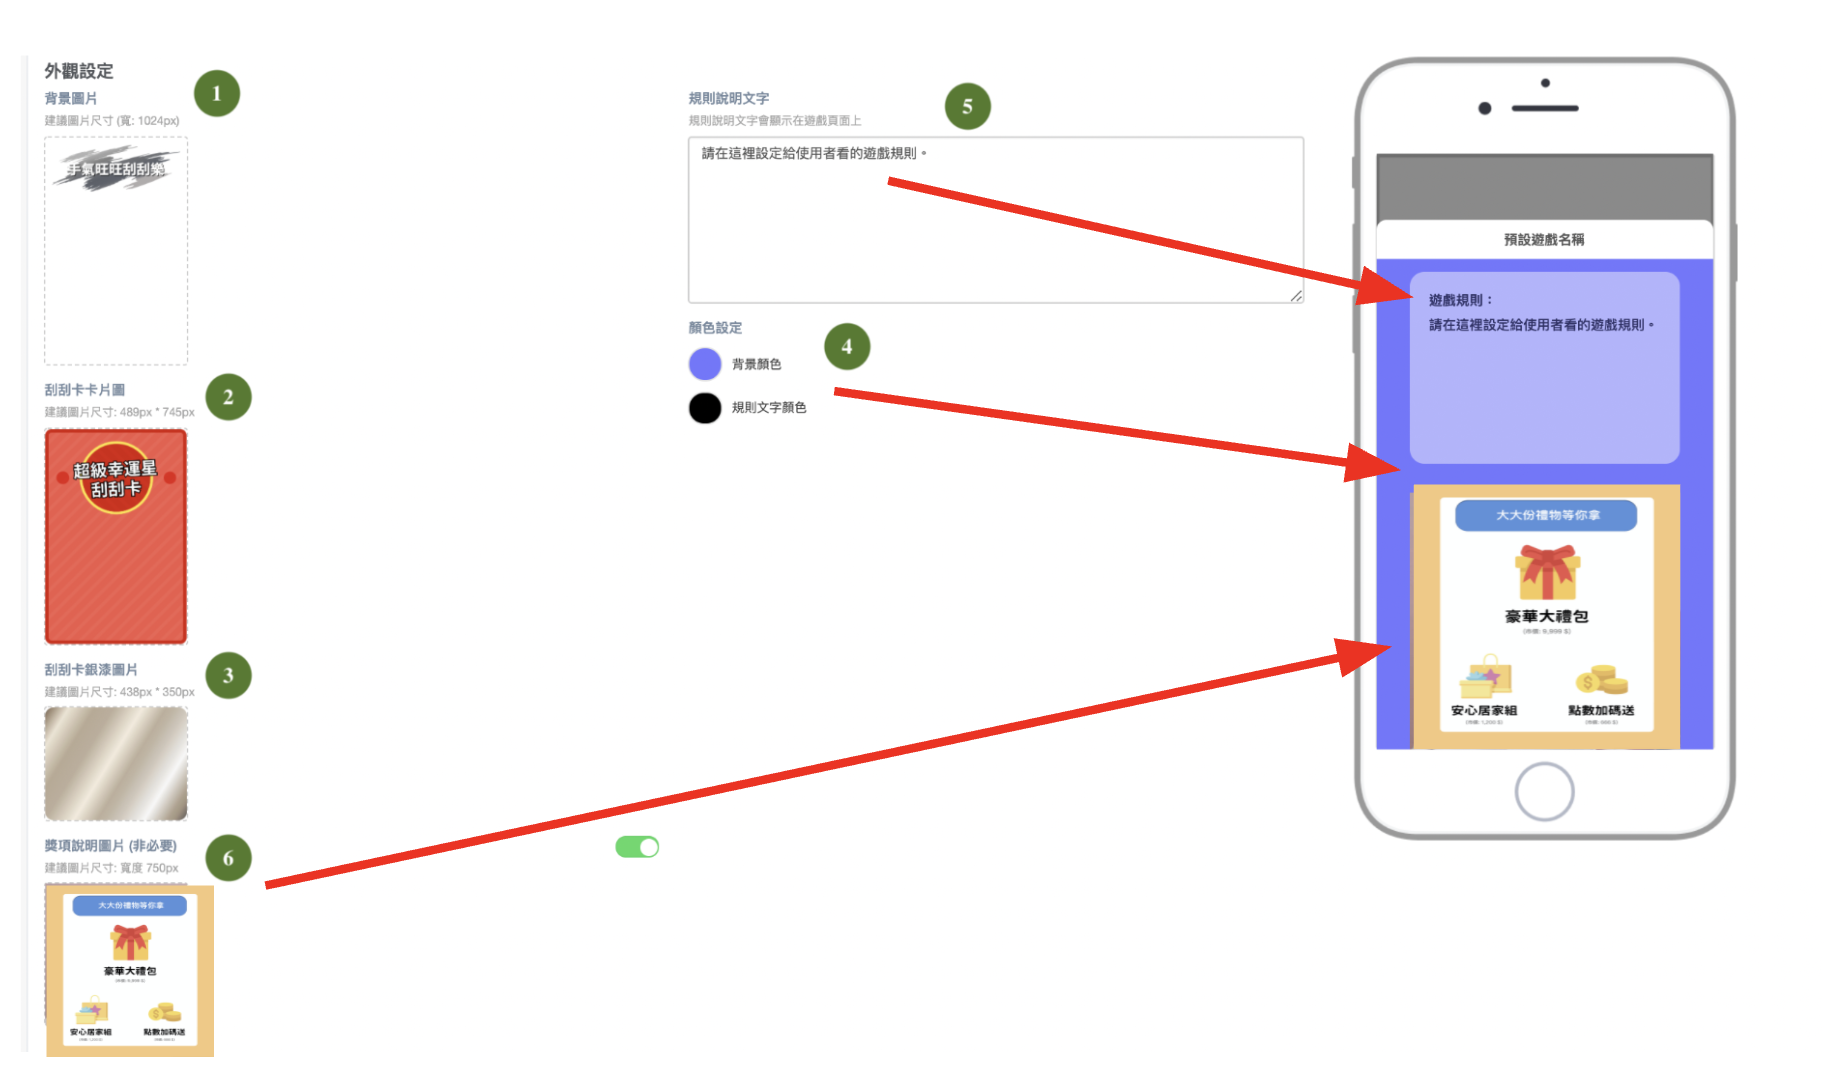 外觀設定
背景圖片
1
建議圖片尺寸 (寬: 1024px)
手氣旺旺刮刮樂
刮刮卡卡片圖
2
建議圖片尺寸: 489px * 745px
超級幸運星
刮刮卡
刮刮卡銀漆圖片
3
建議圖片尺寸: 438px * 350px
獎項說明圖片 (非必要)
6
建議圖片尺寸: 寬度 750px
大大份禮物等你拿
豪華大禮包
安心居家組
點數加碼送
規則說明文字
5
規則說明文字會顯示在遊戲頁面上
請在這裡設定給使用者看的遊戲規則。
顏色設定
4
背景顏色
規則文字顏色
預設遊戲名稱
遊戲規則：
請在這裡設定給使用者看的遊戲規則。
大大份禮物等你拿
豪華大禮包
安心居家組
點數加碼送